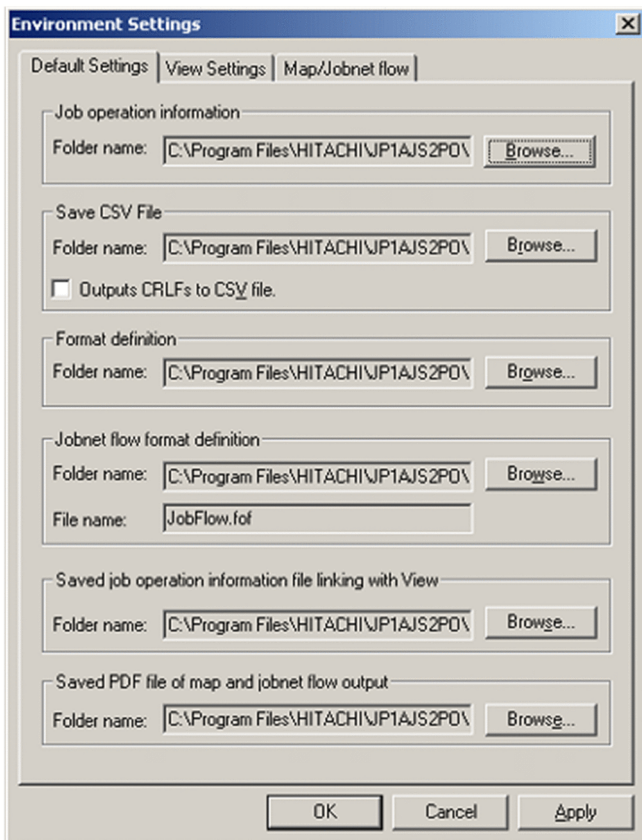 Environment Settings
Default Settings View Settings Map/Jobnet flow
Job operation information
Folder name: C:\Program Files\HITACHI\JP1AJS2PO\ Browse...
Save CSV File
Folder name: C:\Program Files\HITACHI\JP1AJS2PO\ Browse...
Outputs CRLFs to CSV file.
Format definition
Folder name: C:\Program Files\HITACHI\JP1AJS2PO\ Browse...
Jobnet flow format definition
Folder name: C:\Program Files\HITACHI\JP1AJS2PO\ Browse...
File name: JobFlow.fof
Saved job operation information file linking with View
Folder name: C:\Program Files\HITACHI\JP1AJS2PO\ Browse...
Saved PDF file of map and jobnet flow output
Folder name: C:\Program Files\HITACHI\JP1AJS2PO\ Browse...
OK Cancel Apply